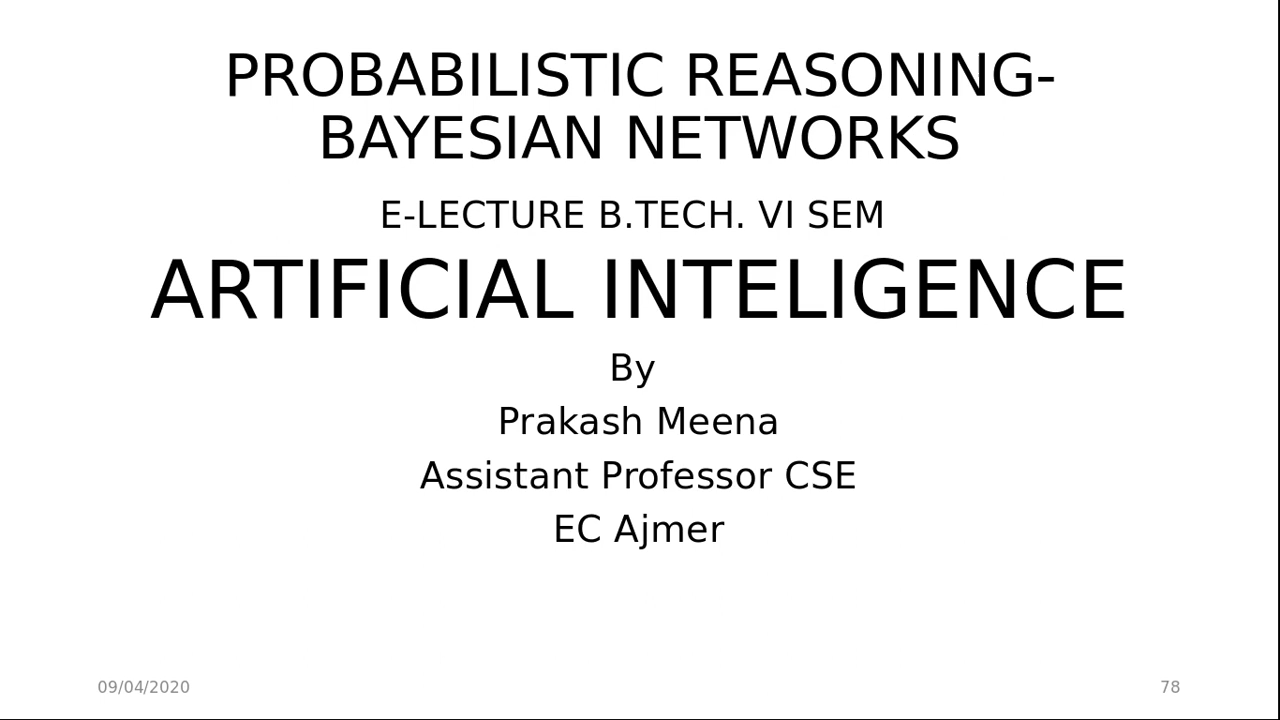 PROBABILISTIC REASONING-
BAYESIAN NETWORKS
E-LECTURE B.TECH. VI SEM
ARTIFICIAL INTELIGENCE
By
Prakash Meena
Assistant Professor CSE
EC Ajmer
09/04/2020
78